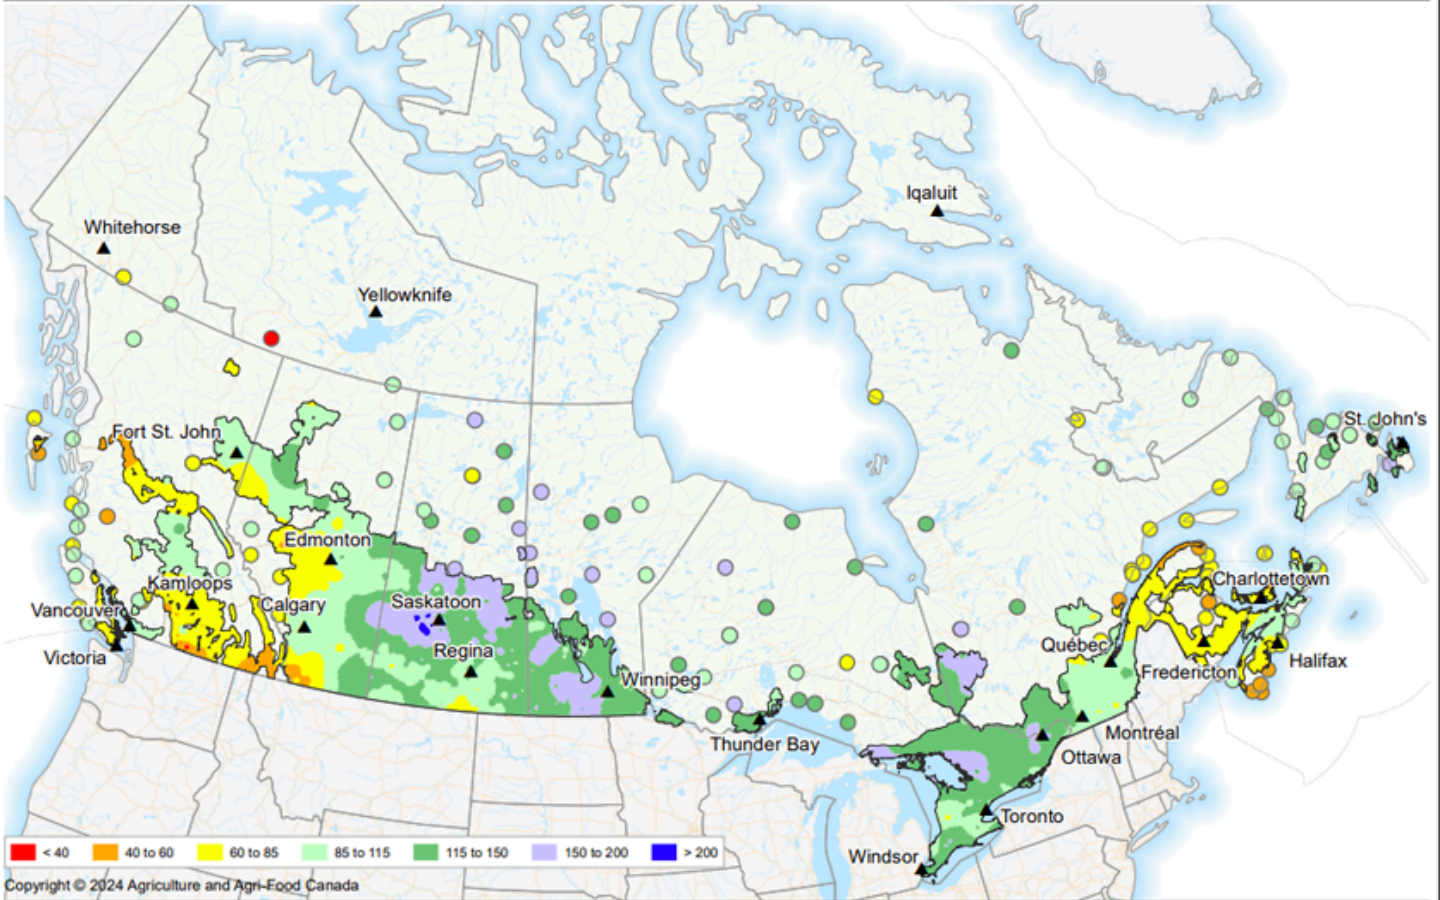 Iqaluit
Whitehorse
Yellowknife
St. John's
Fort St. John
Edmonton
Kamloops
Charlottetown
Calgary
Saskatoon
Vancouver
Québec
Regina
Victoria
Halifax
Fredericton
Winnipeg
Montréal
Thunder Bay
Ottawa
Toronto
Windsor
< 40 40 to 60 60 to 85 85 to 115 115 to 150 150 to 200 > 200
Copyright © 2024 Agriculture and Agri-Food Canada